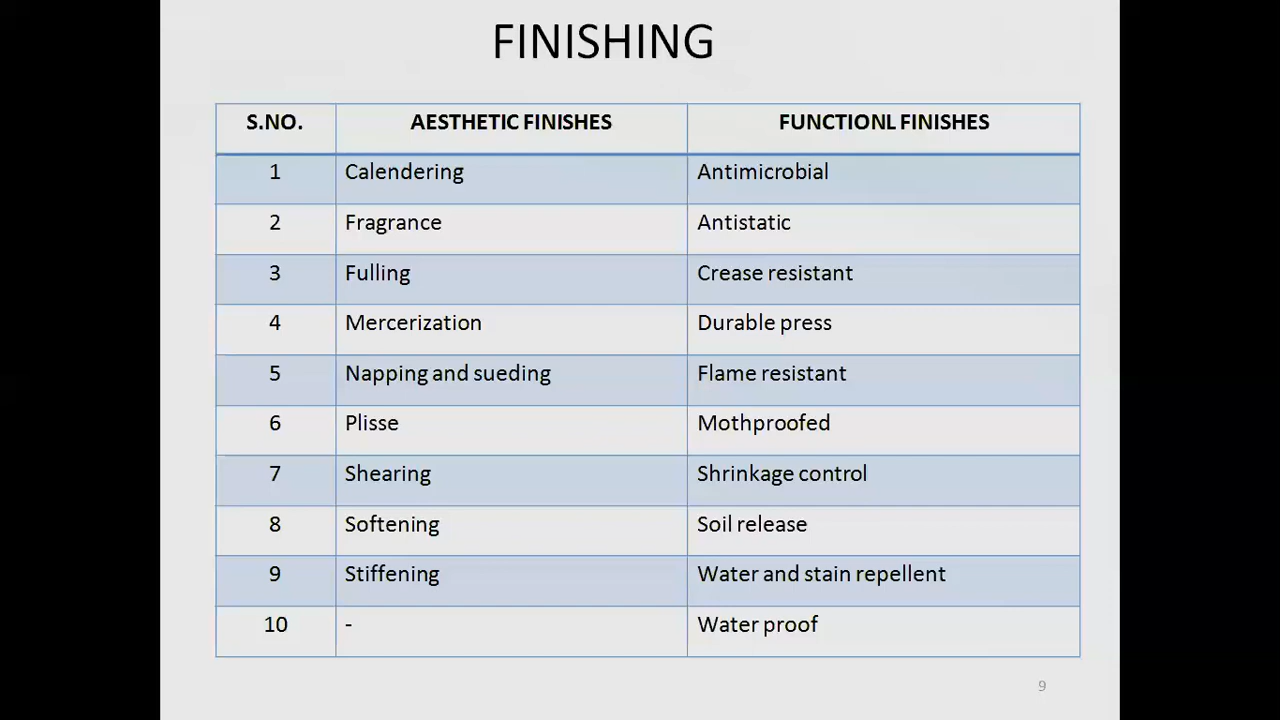 FINISHING
S.NO. AESTHETIC FINISHES FUNCTIONL FINISHES
1 Calendering Antimicrobial
2 Fragrance Antistatic
3 Fulling Crease resistant
4 Mercerization Durable press
5 Napping and sueding Flame resistant
6 Plisse Mothproofed
7 Shearing Shrinkage control
8 Softening Soil release
9 Stiffening Water and stain repellent
10 - Water proof
9